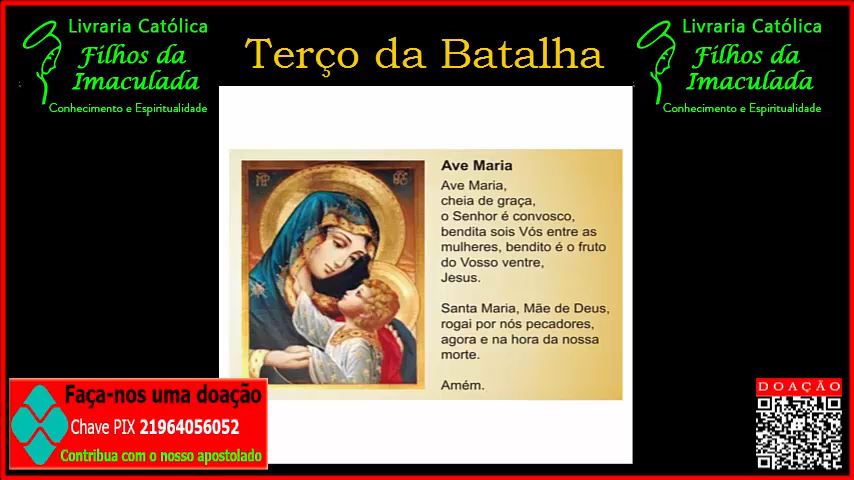 Livraria Católica
Filhos da
Imaculada
Conhecimento e Espiritualidade
Terço da Batalha
Livraria Católica
Filhos da
Imaculada
Conhecimento e Espiritualidade
Ave Maria
Ave Maria,
cheia de graça,
o Senhor é convosco,
bendita sois Vós entre as
mulheres, bendito é o fruto
do Vosso ventre,
Jesus.
Santa Maria, Mãe de Deus,
rogai por nós pecadores,
agora e na hora da nossa
morte.
Amém.
Faça-nos uma doação
Chave PIX 21964056052
Contribua com o nosso apostolado
DOAÇÃO